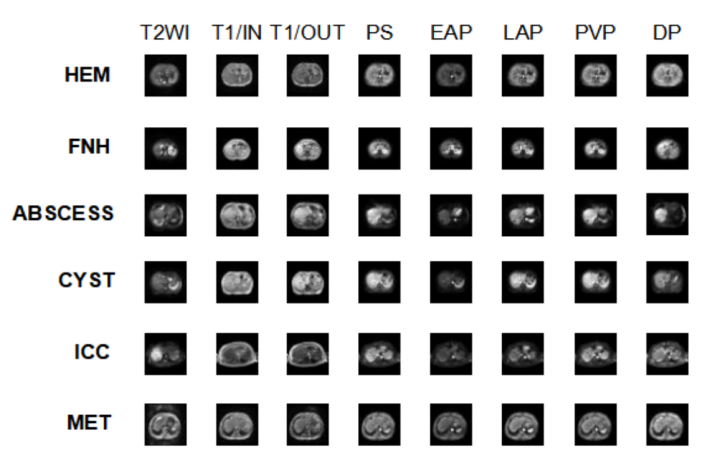 T2WI T1/IN T1/OUT PS EAP LAP PVP DP
HEM
FNH
ABSCESS
CYST
ICC
MET